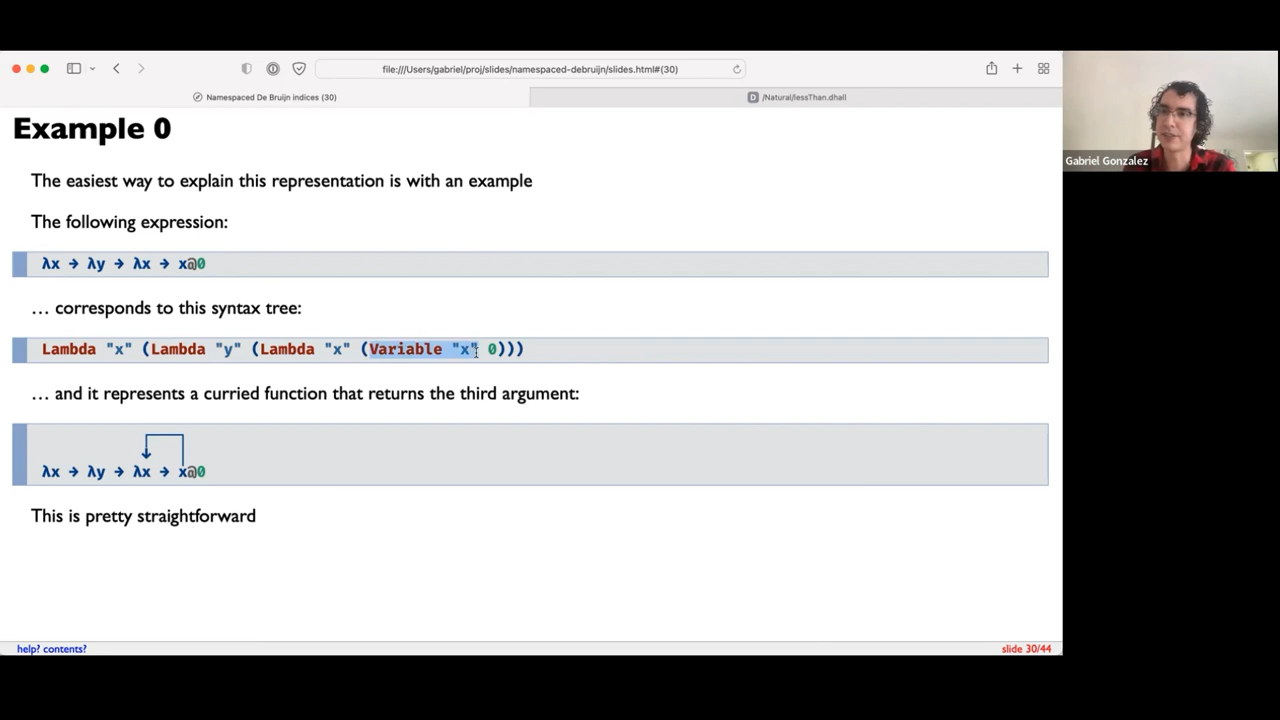 file:///Users/gabriel/proj/slides/namespaced-debruijn/slides.html#(30)
Namespaced De Bruijn indices (30)
D /Natural/lessThan.dhall
Example 0
The easiest way to explain this representation is with an example
The following expression:
λx → λy → λx → x@0
… corresponds to this syntax tree:
Lambda "x" (Lambda "y" (Lambda "x" (Variable "x" 0)))
… and it represents a curried function that returns the third argument:
λx → λy → λx → x@0
This is pretty straightforward
help? contents?
slide 30/44
Gabriel Gonzalez